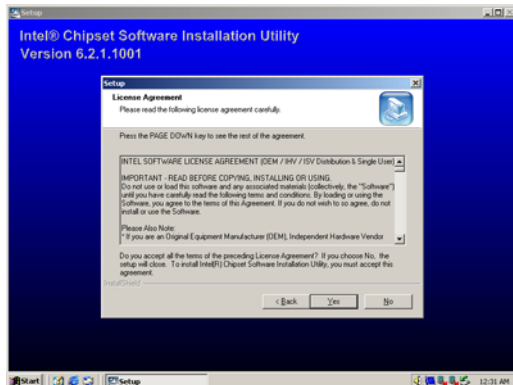 Setup
Intel® Chipset Software Installation Utility
Version 6.2.1.1001
Setup
License Agreement
Please read the following license agreement carefully.
Press the PAGE DOWN key to see the rest of the agreement.
INTEL SOFTWARE LICENSE AGREEMENT (OEM / IHV / ISV Distribution & Single User)
IMPORTANT - READ BEFORE COPYING, INSTALLING OR USING.
Do not use or load this software and any associated materials (collectively, the "Software")
until you have carefully read the following terms and conditions. By loading or using the
Software, you agree to the terms of this Agreement. If you do not wish to so agree, do not
install or use the Software.
Please Also Note:
* If you are an Original Equipment Manufacturer (OEM), Independent Hardware Vendor
Do you accept all the terms of the preceding License Agreement? If you choose No, the
setup will close. To install Intel(R) Chipset Software Installation Utility, you must accept this
agreement.
InstallShield
< Back
Yes
No
Start
Setup
12:31 AM